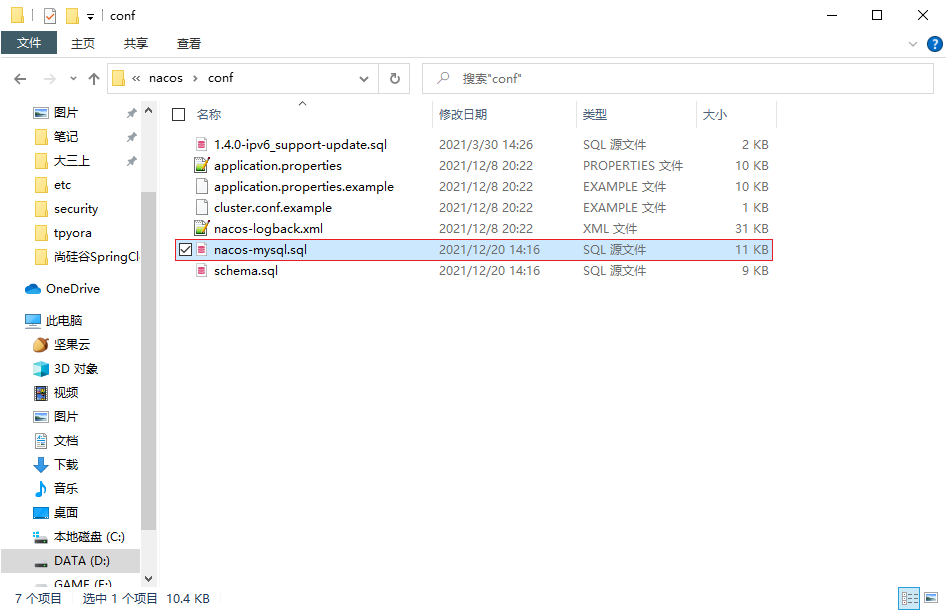 conf
文件 主页 共享 查看
« nacos › conf 搜索"conf"
图片
笔记
大三上
etc
security
tpyora
尚硅谷SpringCl
OneDrive
此电脑
坚果云
3D 对象
视频
图片
文档
下载
音乐
桌面
本地磁盘 (C:)
DATA (D:)
GAME (E:)
名称 修改日期 类型 大小
1.4.0-ipv6_support-update.sql 2021/3/30 14:26 SQL 源文件 2 KB
application.properties 2021/12/8 20:22 PROPERTIES 文件 10 KB
application.properties.example 2021/12/8 20:22 EXAMPLE 文件 10 KB
cluster.conf.example 2021/12/8 20:22 EXAMPLE 文件 1 KB
nacos-logback.xml 2021/12/8 20:22 XML 文件 31 KB
nacos-mysql.sql 2021/12/20 14:16 SQL 源文件 11 KB
schema.sql 2021/12/20 14:16 SQL 源文件 9 KB
7 个项目 选中 1 个项目 10.4 KB